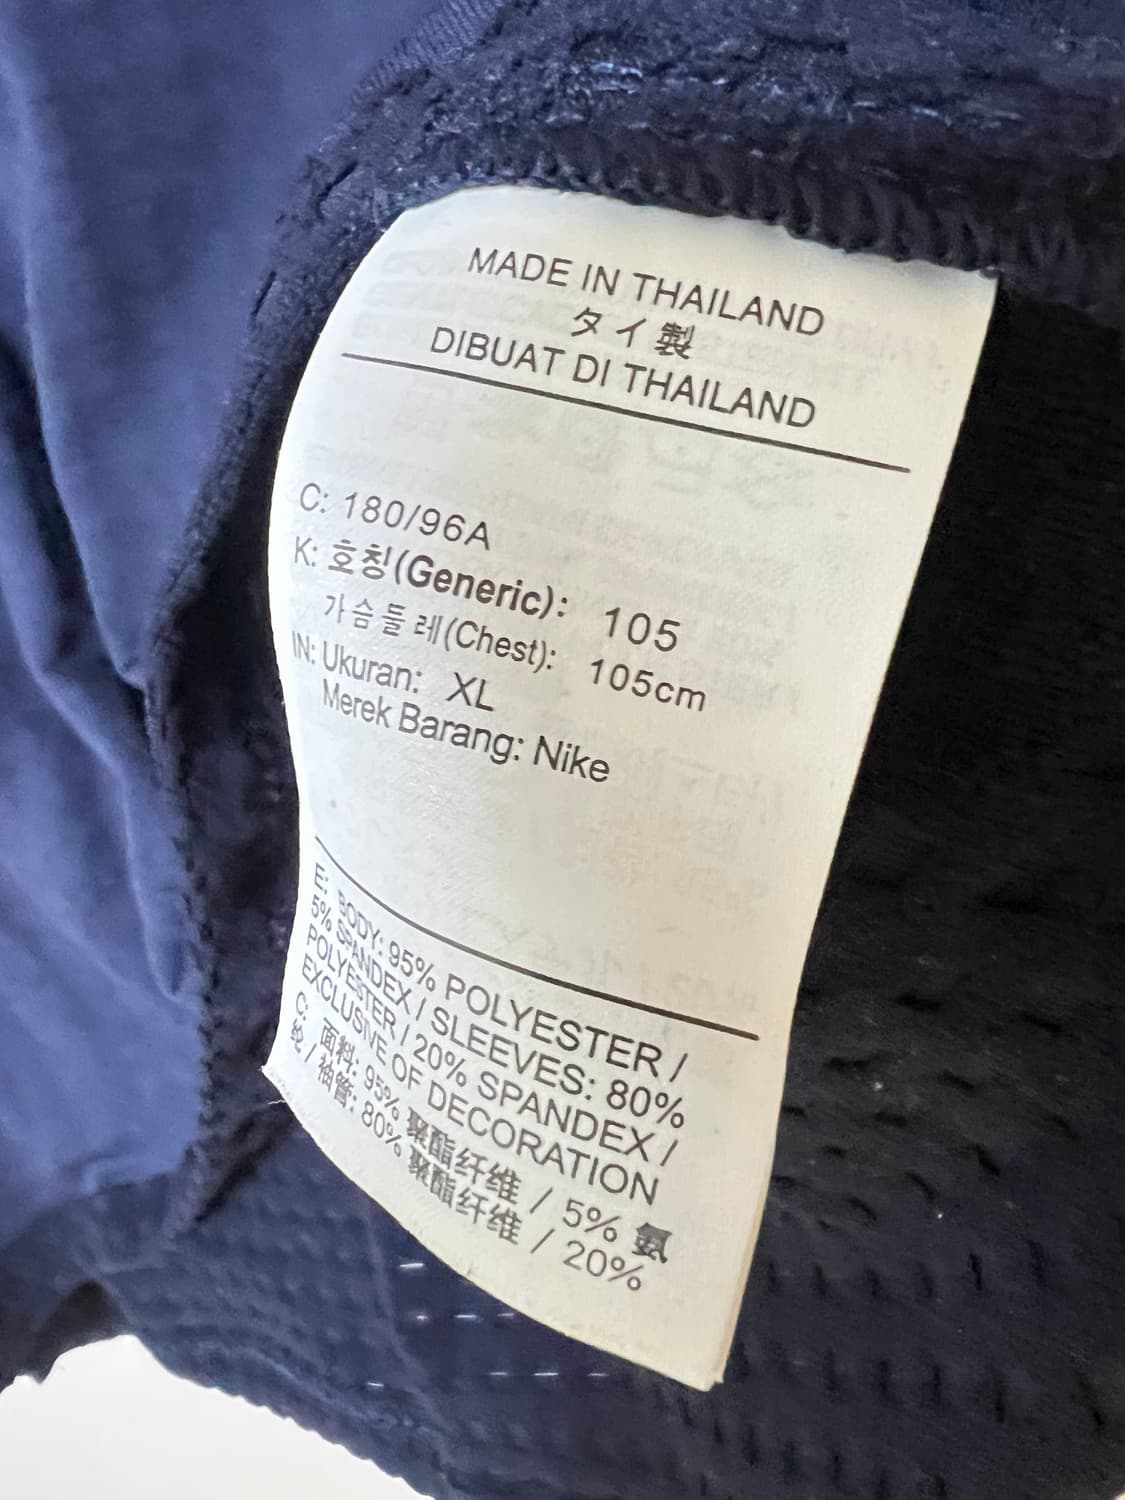 MADE IN THAILAND
タイ製
DIBUAT DI THAILAND
C: 180/96A
K: 호칭(Generic): 105
가슴들레(Chest): 105cm
IN: Ukuran: XL
Merek Barang: Nike
E: BODY: 95% POLYESTER /
5% SPANDEX / SLEEVES: 80%
POLYESTER / 20% SPANDEX /
EXCLUSIVE OF DECORATION
C: 面料: 95% 聚酯纤维 / 5% 氨
纶 / 袖管: 80% 聚酯纤维 / 20%